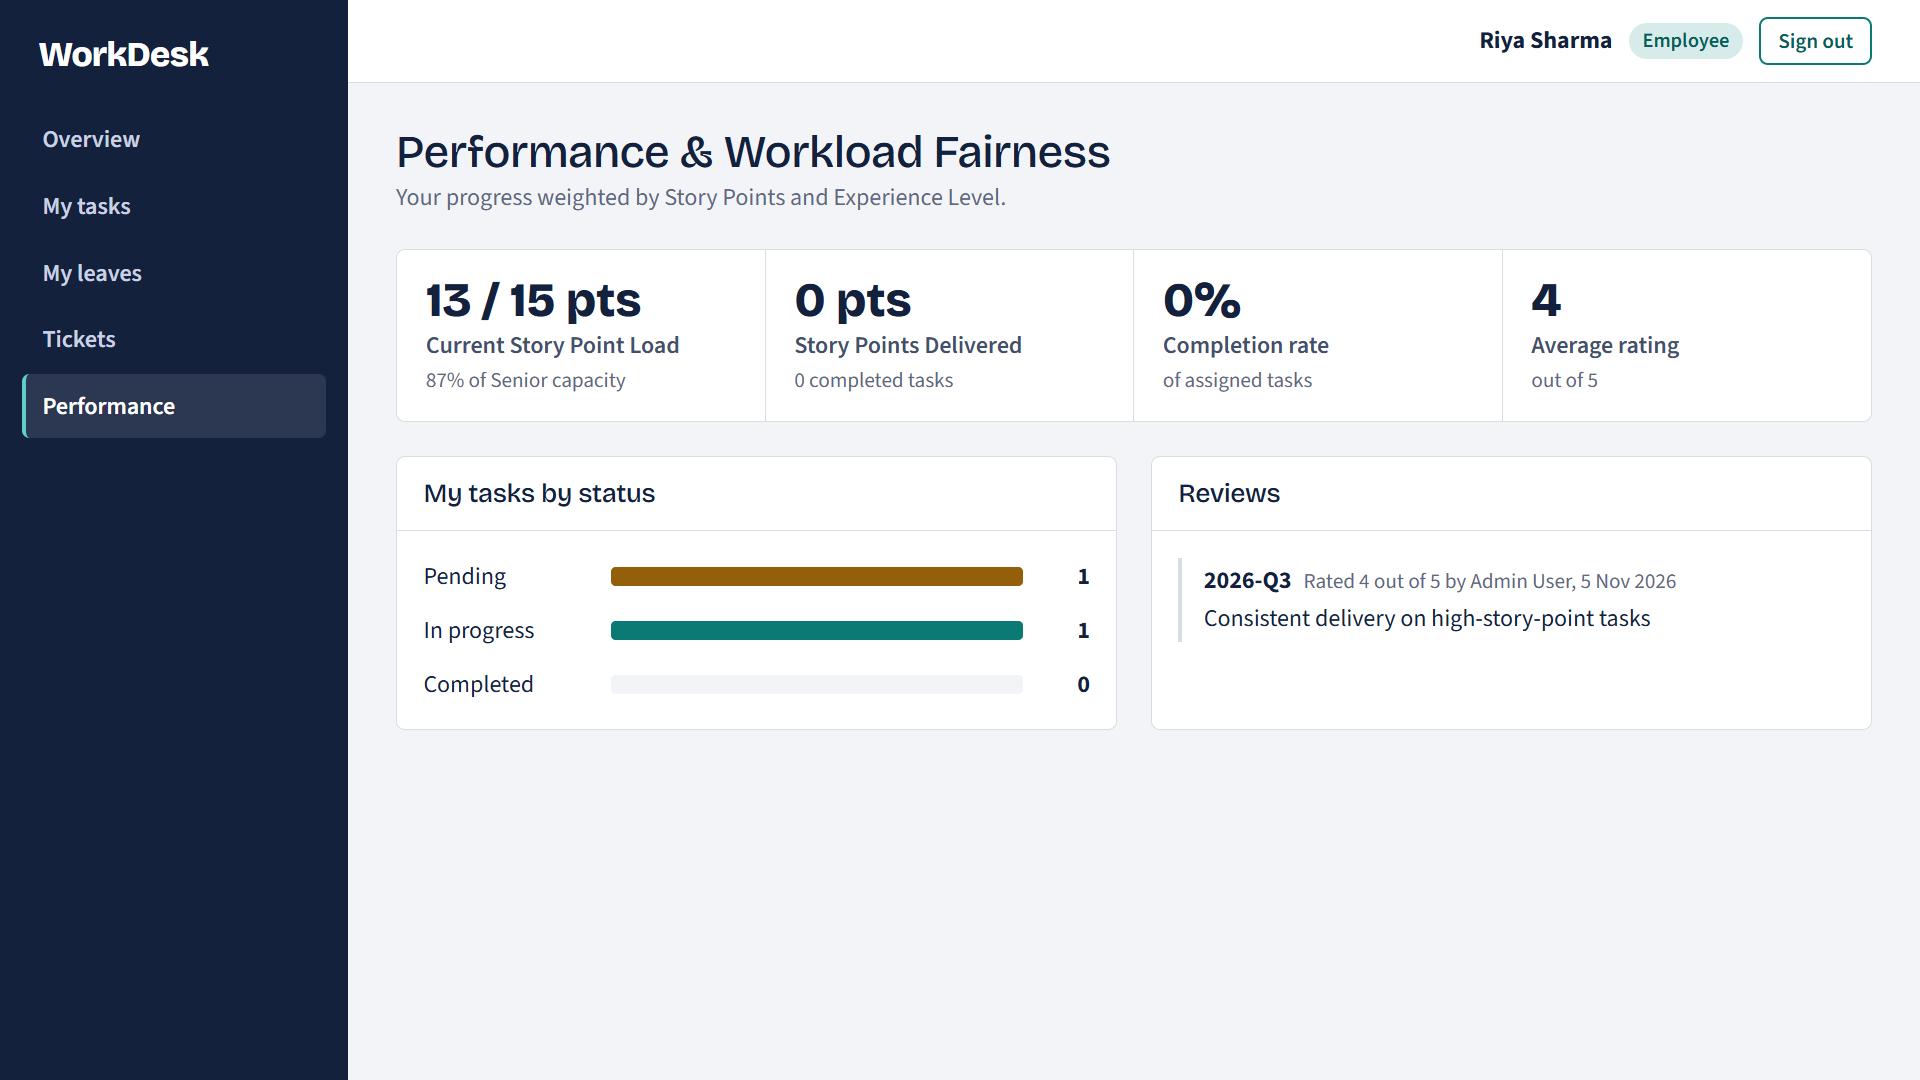 WorkDesk
Overview
My tasks
My leaves
Tickets
Performance
Riya Sharma
Employee
Sign out
Performance & Workload Fairness
Your progress weighted by Story Points and Experience Level.
13 / 15 pts
Current Story Point Load
87% of Senior capacity
0 pts
Story Points Delivered
0 completed tasks
0%
Completion rate
of assigned tasks
4
Average rating
out of 5
My tasks by status
Pending 1
In progress 1
Completed 0
Reviews
2026-Q3 Rated 4 out of 5 by Admin User, 5 Nov 2026
Consistent delivery on high-story-point tasks